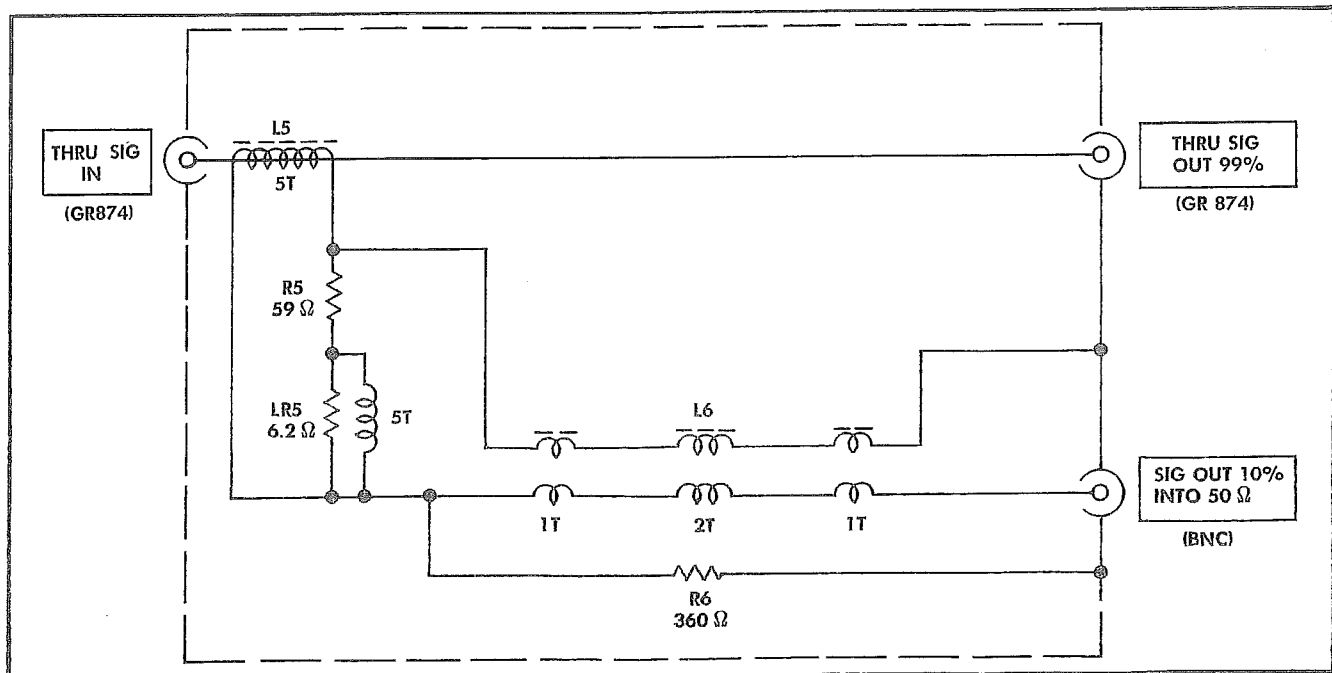 L5
THRU SIG
IN
(GR874)
5T
THRU SIG
OUT 99%
(GR 874)
R5
59 Ω
LR5
6.2 Ω
5T
L6
1T
2T
1T
SIG OUT 10%
INTO 50 Ω
(BNC)
R6
360 Ω